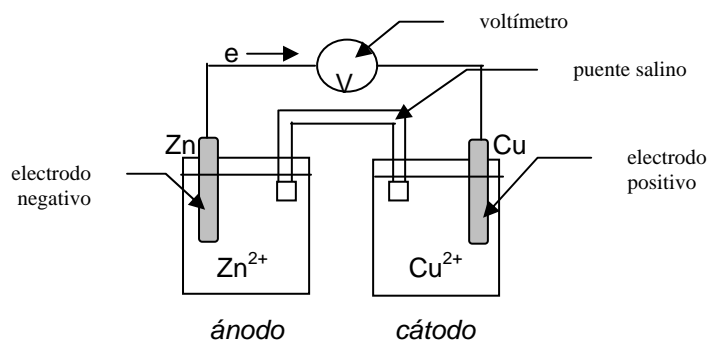 voltímetro
e
V
puente salino
Zn
Cu
electrodo
negativo
electrodo
positivo
Zn²⁺
Cu²⁺
ánodo
cátodo